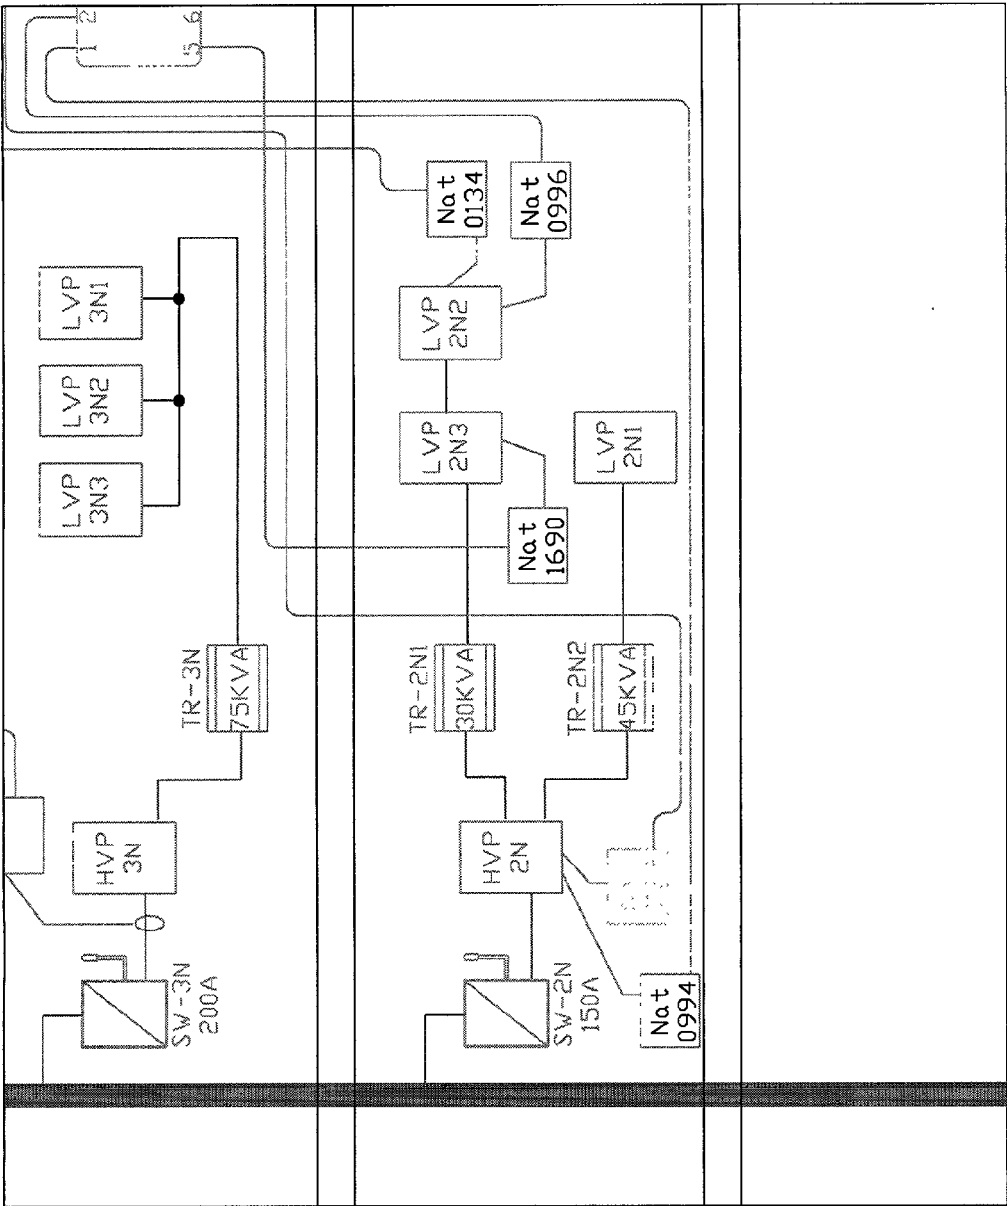 2
1
6
5
LVP
3N1
LVP
3N2
LVP
3N3
TR-3N
75KVA
HVP
3N
SW-3N
200A
Nat
0134
Nat
0996
LVP
2N2
LVP
2N3
LVP
2N1
Nat
1690
TR-2N1
30KVA
TR-2N2
45KVA
HVP
2N
SW-2N
150A
Nat
0994